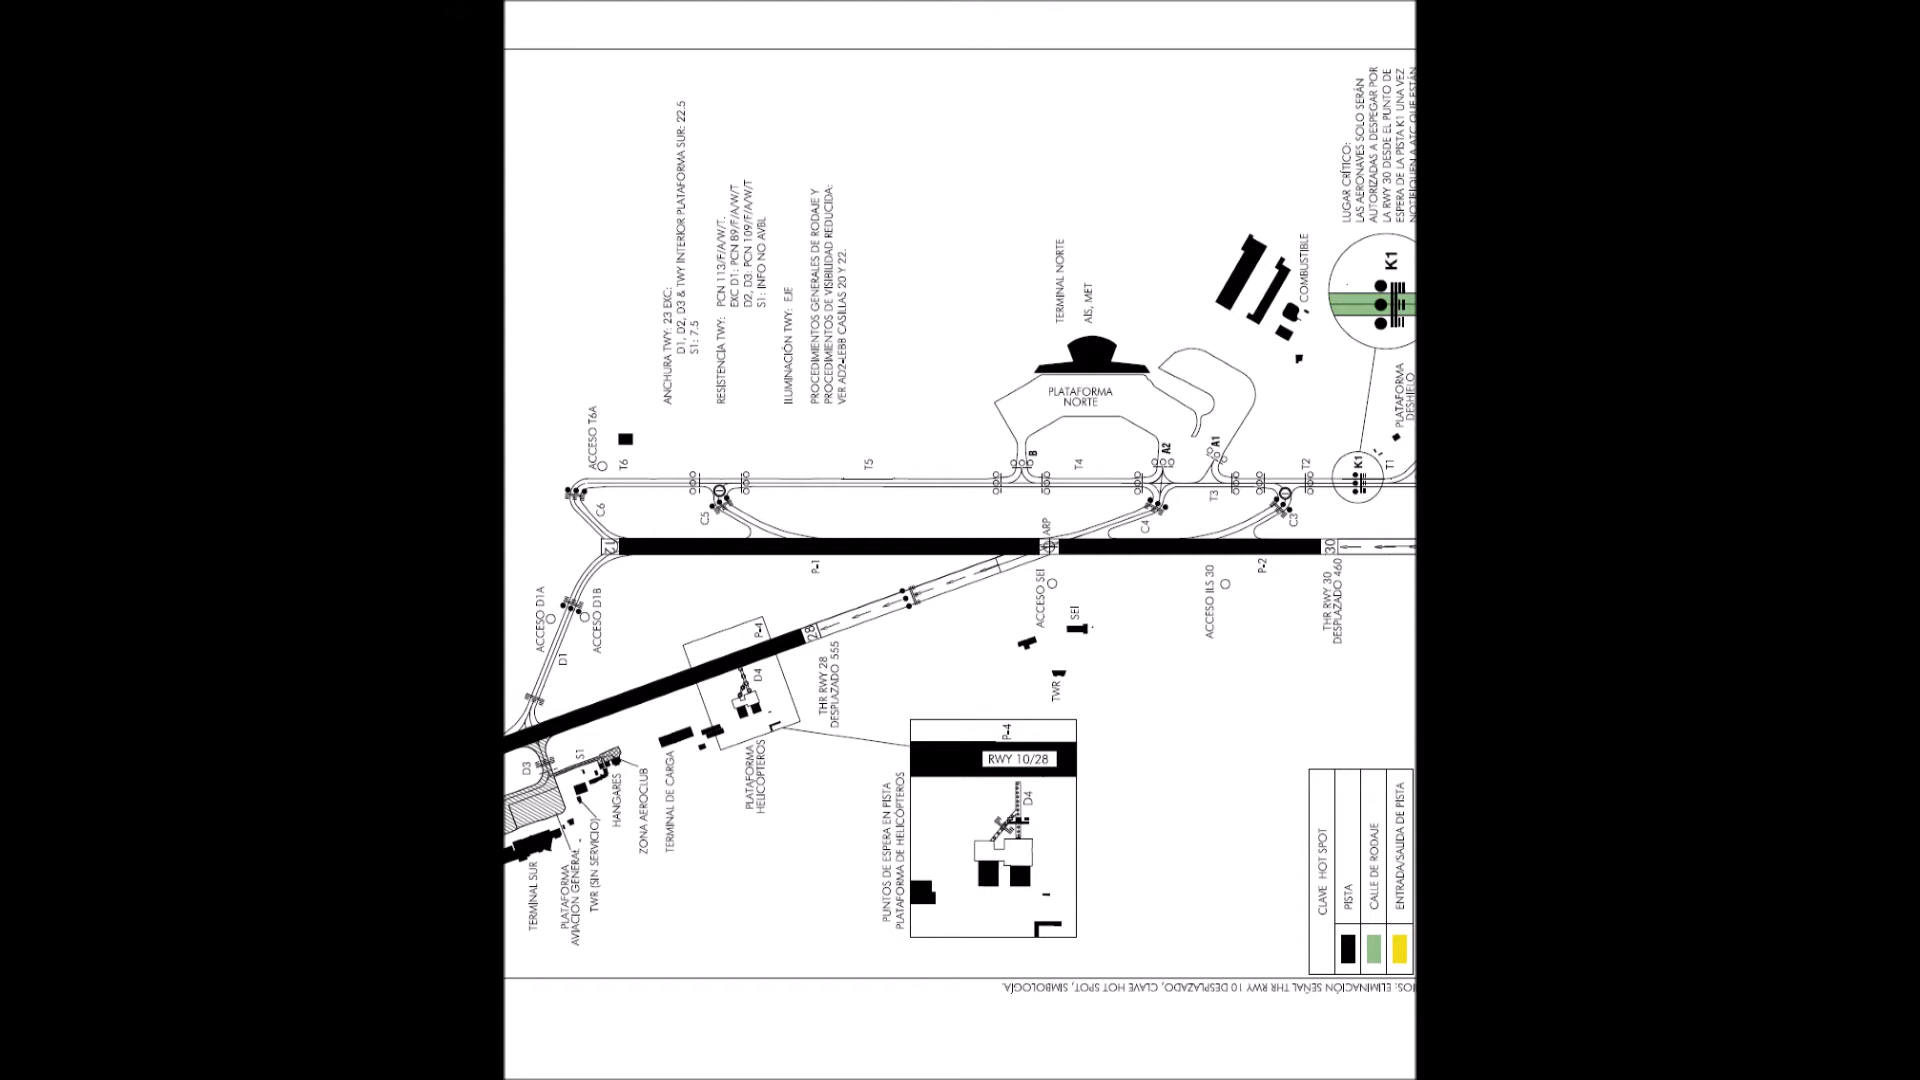 ANCHURA TWY: 23 EXC:
D1, D2, D3 & TWY INTERIOR PLATAFORMA SUR: 22.5
S1: 7.5
RESISTENCIA TWY: PCN 113/F/A/W/T.
EXC D1: PCN 89/F/A/W/T
D2, D3: PCN 109/F/A/W/T
S1: INFO NO AVBL
ILUMINACIÓN TWY: EJE
PROCEDIMIENTOS GENERALES DE RODAJE Y
PROCEDIMIENTOS DE VISIBILIDAD REDUCIDA:
VER AD2-LEBB CASILLAS 20 Y 22.
LUGAR CRÍTICO:
LAS AERONAVES SOLO SERÁN
AUTORIZADAS A DESPEGAR POR
LA RWY 30 DESDE EL PUNTO DE
ESPERA DE LA PISTA K1 UNA VEZ
NOTIFIQUEN A ATC QUE ESTÁN
K1
TERMINAL NORTE
AIS, MET
COMBUSTIBLE
PLATAFORMA
NORTE
PLATAFORMA
DESHIELO
ACCESO T6A
T6
T5
B
T4
A2
A1
T3
T2
K1
T1
C6
C5
C4
C3
12
P-1
ARP
P-2
30
THR RWY 30
DESPLAZADO 460
ACCESO D1A
ACCESO D1B
D1
P-4
28
D4
THR RWY 28
DESPLAZADO 555
ACCESO SEI
SEI
TWR
ACCESO ILS 30
D3
S1
HANGARES
ZONA AEROCLUB
TERMINAL DE CARGA
PLATAFORMA
HELICÓPTEROS
TERMINAL SUR
PLATAFORMA
AVIACIÓN GENERAL
TWR (SIN SERVICIO)
PUNTOS DE ESPERA EN PISTA
PLATAFORMA DE HELICÓPTEROS
P-4
RWY 10/28
D4
CLAVE HOT SPOT
PISTA
CALLE DE RODAJE
ENTRADA/SALIDA DE PISTA
IOS: ELIMINACIÓN SEÑAL THR RWY 10 DESPLAZADO, CLAVE HOT SPOT, SIMBOLOGÍA.